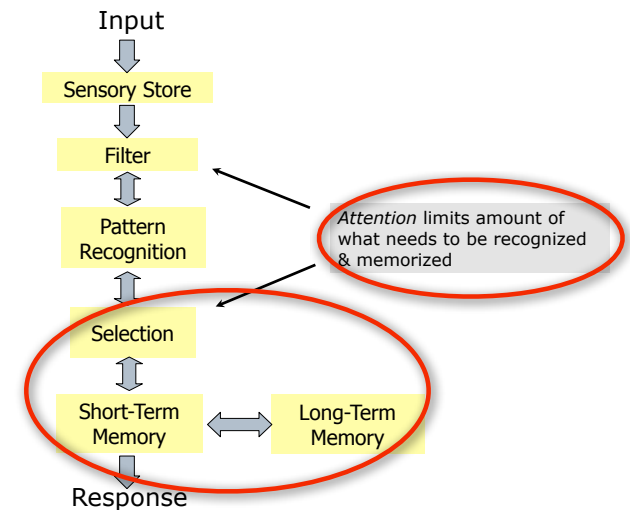 Input
Sensory Store
Filter
Pattern
Recognition
Attention limits amount of
what needs to be recognized
& memorized
Selection
Short-Term
Memory
Long-Term
Memory
Response